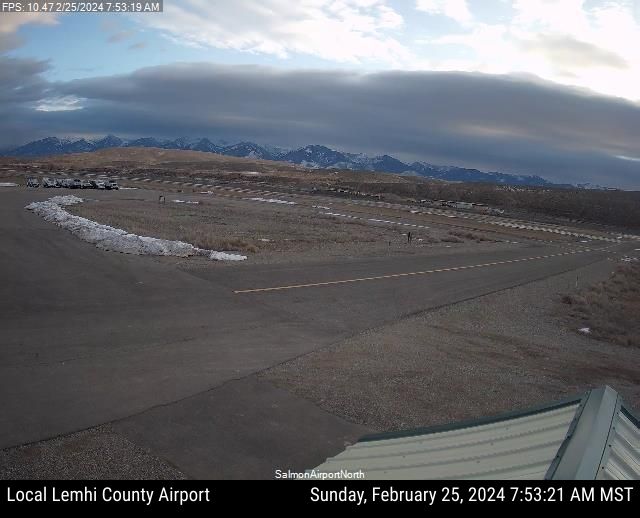 FPS: 10.47 2/25/2024 7:53:19 AM
SalmonAirportNorth
Local Lemhi County Airport Sunday, February 25, 2024 7:53:21 AM MST